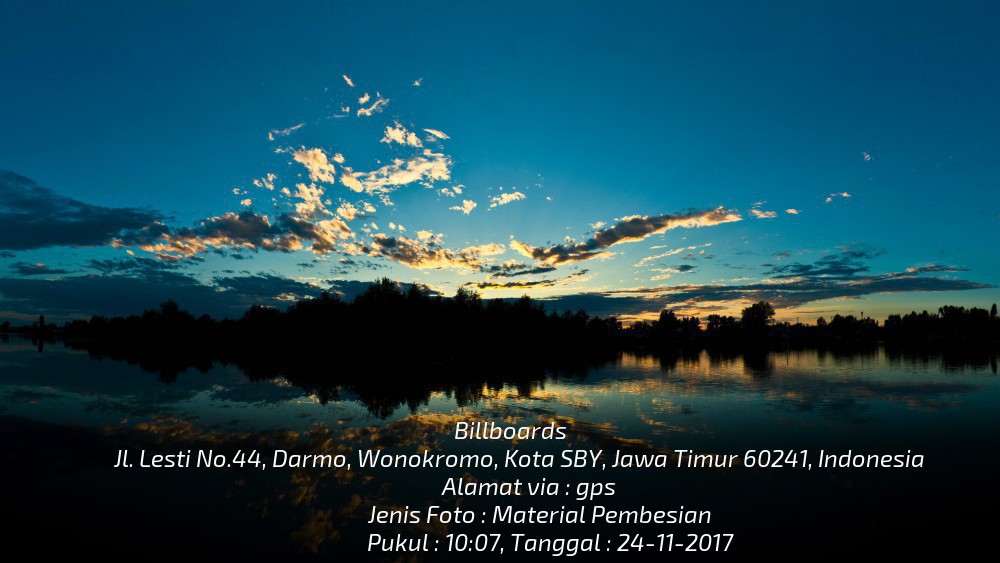 Billboards
Jl. Lesti No.44, Darmo, Wonokromo, Kota SBY, Jawa Timur 60241, Indonesia
Alamat via : gps
Jenis Foto : Material Pembesian
Pukul : 10:07, Tanggal : 24-11-2017